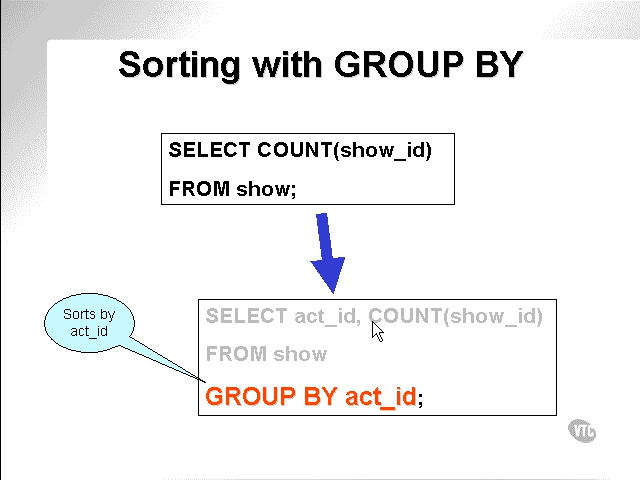 Sorting with GROUP BY
SELECT COUNT(show_id)
FROM show;
Sorts by
act_id
SELECT act_id, COUNT(show_id)
FROM show
GROUP BY act_id;
VTC